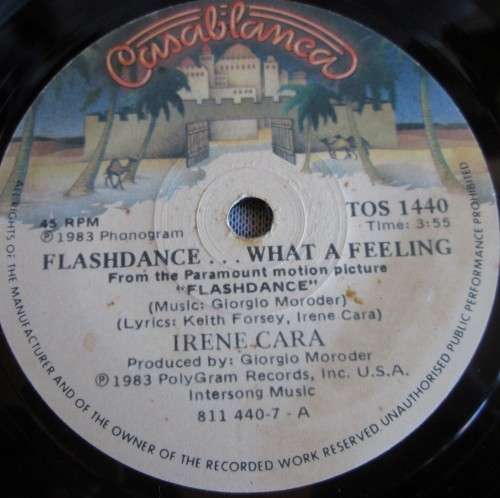 Casablanca
45 RPM
TOS 1440
℗ 1983 Phonogram
Time: 3:55
FLASHDANCE . . . WHAT A FEELING
From the Paramount motion picture
"FLASHDANCE"
(Music: Giorgio Moroder)
(Lyrics: Keith Forsey, Irene Cara)
IRENE CARA
Produced by: Giorgio Moroder
℗ 1983 PolyGram Records, Inc. U.S.A.
Intersong Music
811 440-7 - A
ALL RIGHTS OF THE MANUFACTURER AND OF THE OWNER OF THE RECORDED WORK RESERVED. UNAUTHORISED PUBLIC PERFORMANCE PROHIBITED